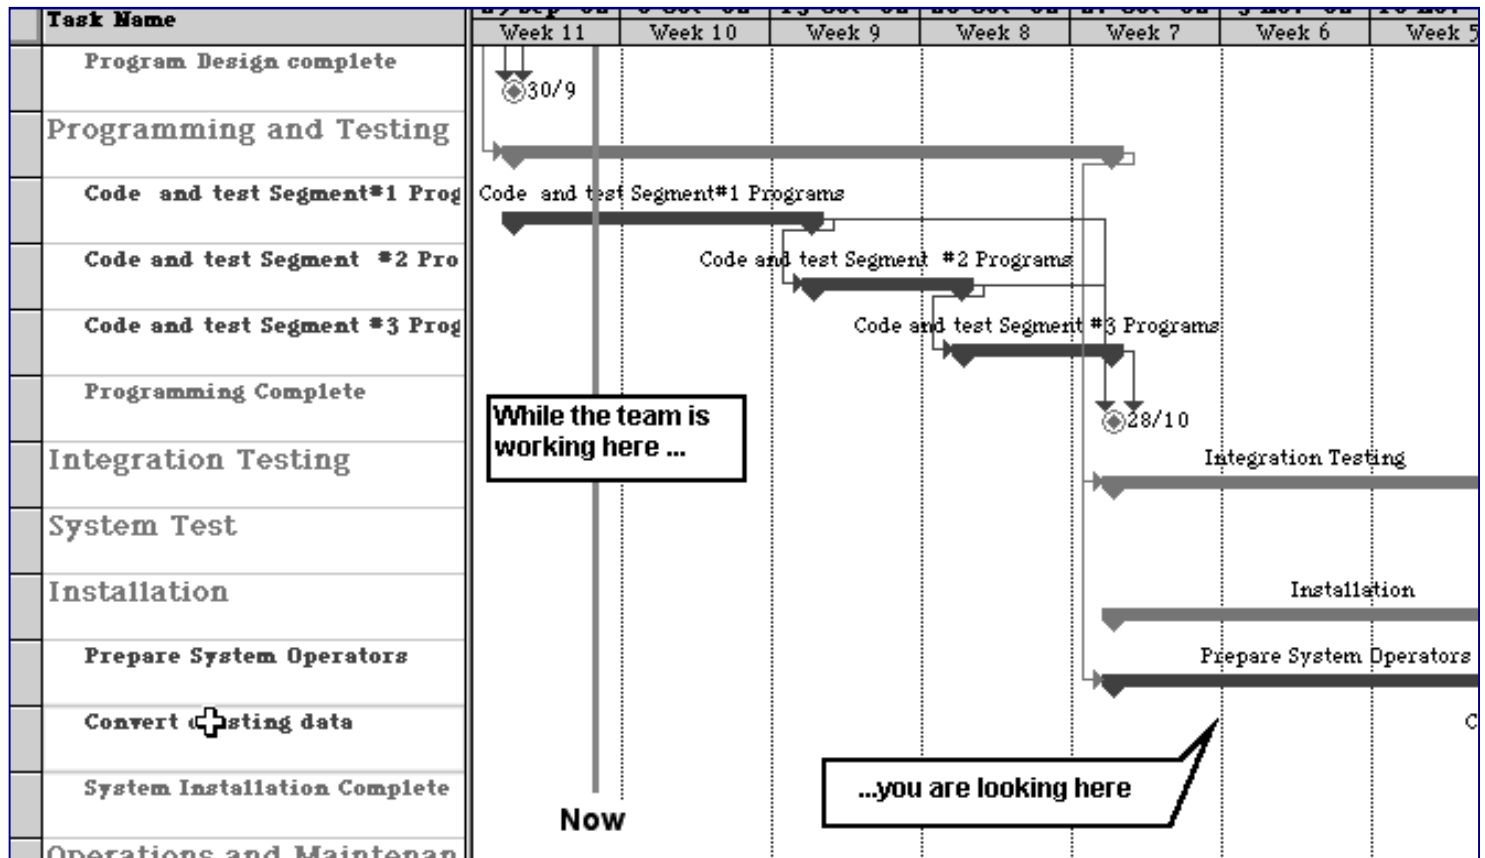 Task Name
Week 11 Week 10 Week 9 Week 8 Week 7 Week 6 Week 5
Program Design complete
30/9
Programming and Testing
Code and test Segment#1 Prog
Code and test Segment#1 Programs
Code and test Segment #2 Pro
Code and test Segment #2 Programs
Code and test Segment #3 Prog
Code and test Segment #3 Programs
Programming Complete
While the team is
working here ...
28/10
Integration Testing
Integration Testing
System Test
Installation
Installation
Prepare System Operators
Prepare System Operators
Convert data
C
...you are looking here
System Installation Complete
Now
Operations and Maintenan